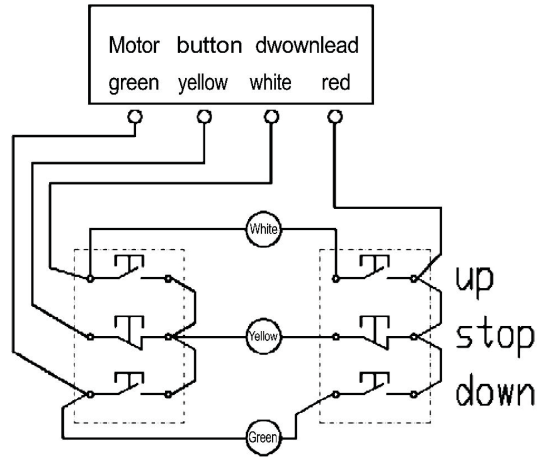 Motor button dwownlead
green yellow white red
White
up
Yellow
stop
down
Green